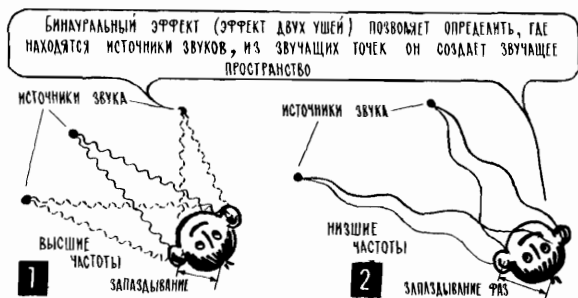 БИНАУРАЛЬНЫЙ ЭФФЕКТ (ЭФФЕКТ ДВУХ УШЕЙ) ПОЗВОЛЯЕТ ОПРЕДЕЛИТЬ, ГДЕ
НАХОДЯТСЯ ИСТОЧНИКИ ЗВУКОВ, ИЗ ЗВУЧАЩИХ ТОЧЕК ОН СОЗДАЕТ ЗВУЧАЩЕЕ
ПРОСТРАНСТВО
ИСТОЧНИКИ ЗВУКА
ВЫСШИЕ
ЧАСТОТЫ
1
ЗАПАЗДЫВАНИЕ
ИСТОЧНИКИ ЗВУКА
НИЗШИЕ
ЧАСТОТЫ
2
ЗАПАЗДЫВАНИЕ ФАЗ